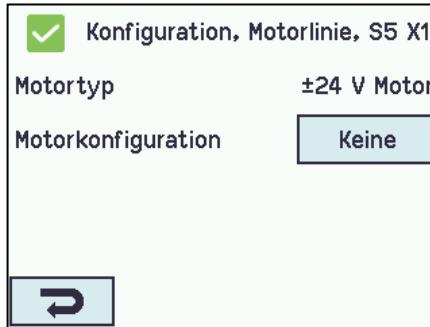 Konfiguration, Motorlinie, S5 X1
Motortyp ±24 V Motor
Motorkonfiguration Keine